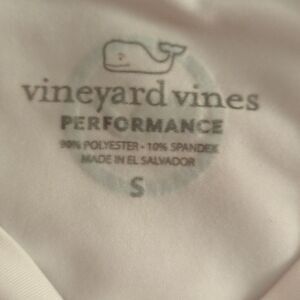 vineyard vines
PERFORMANCE
90% POLYESTER - 10% SPANDEX
MADE IN EL SALVADOR
S